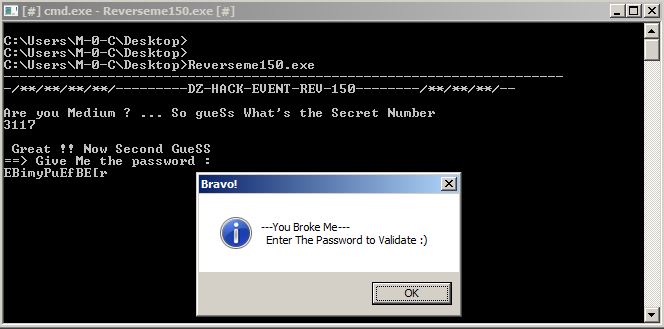 [#] cmd.exe - Reverseme150.exe [#]
C:\Users\M-0-C\Desktop>
C:\Users\M-0-C\Desktop>
C:\Users\M-0-C\Desktop>Reverseme150.exe
----------------------------------------------------------------------
-/**/**/**/**/---------DZ-HACK-EVENT-REV-150--------/**/**/**/--
Are you Medium ? ... So gueSs What's the Secret Number
3117
Great !! Now Second GueSS
==> Give Me the password :
EBimyPuEfBE[r
Bravo!
---You Broke Me---
Enter The Password to Validate :)
OK